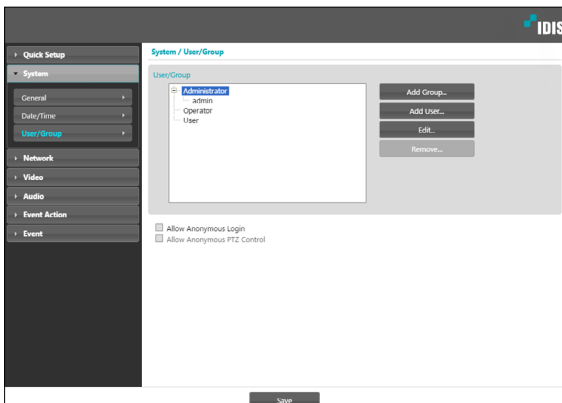 IDIS
Quick Setup
System
General
Date/Time
User/Group
Network
Video
Audio
Event Action
Event
System / User/Group
User/Group
Administrator
admin
Operator
User
Add Group...
Add User...
Edit...
Remove...
Allow Anonymous Login
Allow Anonymous PTZ Control
Save